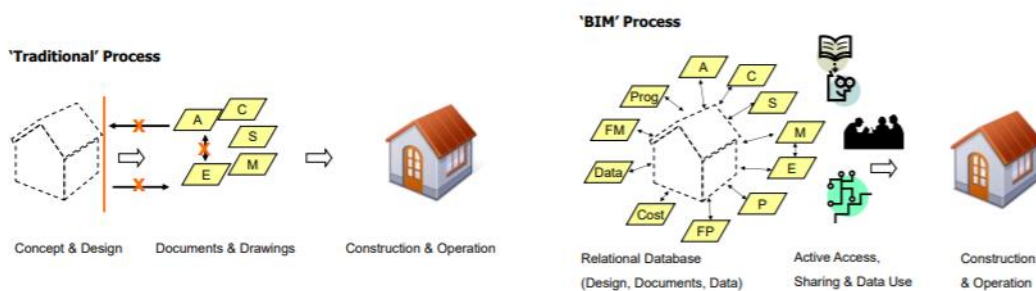 'Traditional' Process
A
C
S
E
M
X
X
X
Concept & Design
Documents & Drawings
Construction & Operation
'BIM' Process
A
C
Prog
S
FM
M
Data
E
Cost
P
FP
Relational Database
(Design, Documents, Data)
Active Access,
Sharing & Data Use
Construction
& Operation